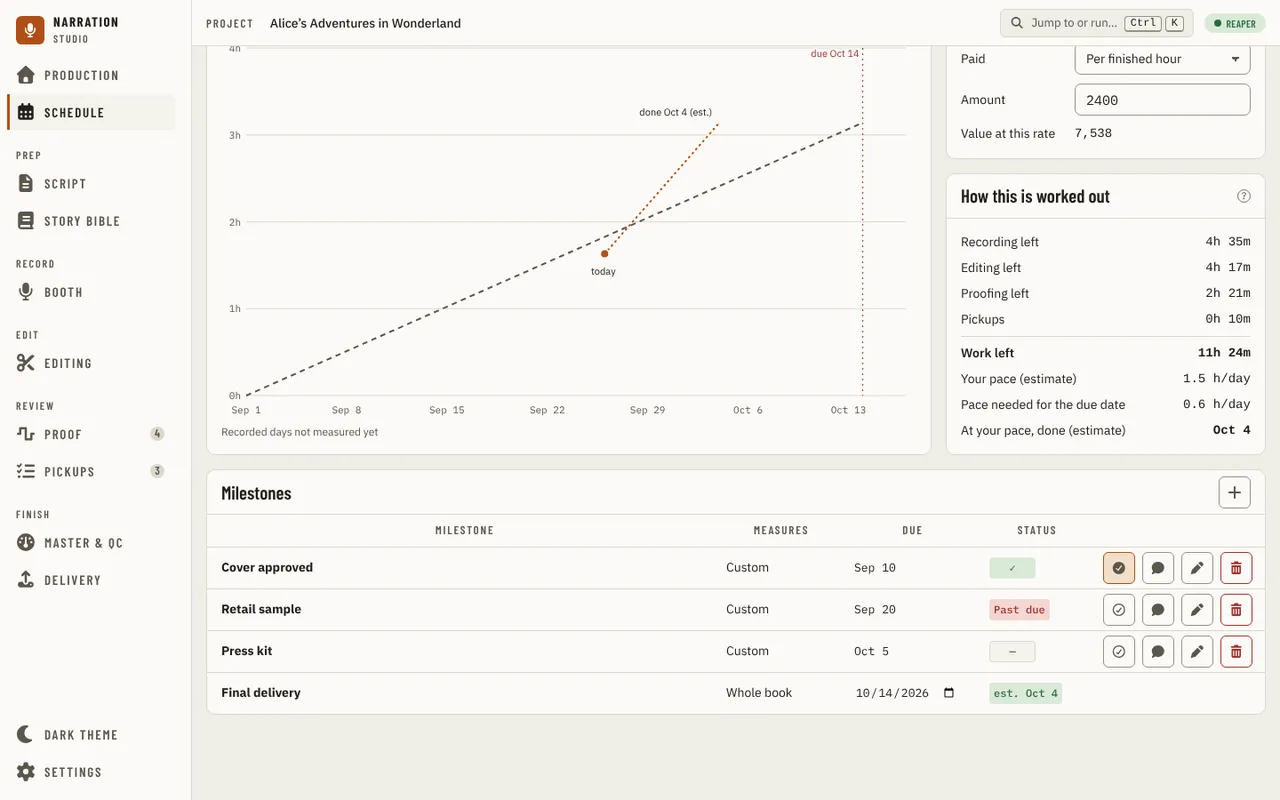 NARRATION
STUDIO
PRODUCTION
SCHEDULE
PREP
SCRIPT
STORY BIBLE
RECORD
BOOTH
EDIT
EDITING
REVIEW
PROOF 4
PICKUPS 3
FINISH
MASTER & QC
DELIVERY
DARK THEME
SETTINGS
PROJECT Alice's Adventures in Wonderland
Jump to or run... Ctrl K
REAPER
4h
due Oct 14
done Oct 4 (est.)
3h
2h
today
1h
0h
Sep 1 Sep 8 Sep 15 Sep 22 Sep 29 Oct 6 Oct 13
Recorded days not measured yet
Paid Per finished hour
Amount 2400
Value at this rate 7,538
How this is worked out ?
Recording left 4h 35m
Editing left 4h 17m
Proofing left 2h 21m
Pickups 0h 10m
Work left 11h 24m
Your pace (estimate) 1.5 h/day
Pace needed for the due date 0.6 h/day
At your pace, done (estimate) Oct 4
Milestones
MILESTONE MEASURES DUE STATUS
Cover approved Custom Sep 10 ✓
Retail sample Custom Sep 20 Past due
Press kit Custom Oct 5 —
Final delivery Whole book 10/14/2026 est. Oct 4